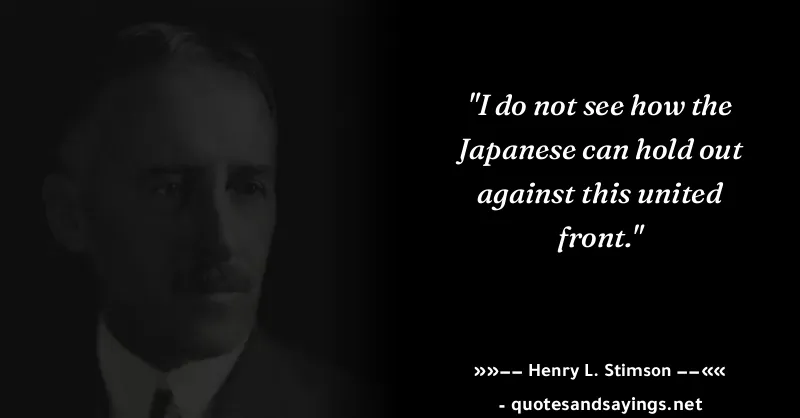 "I do not see how the
Japanese can hold out
against this united
front."
»»–– Henry L. Stimson ––««
- quotesandsayings.net